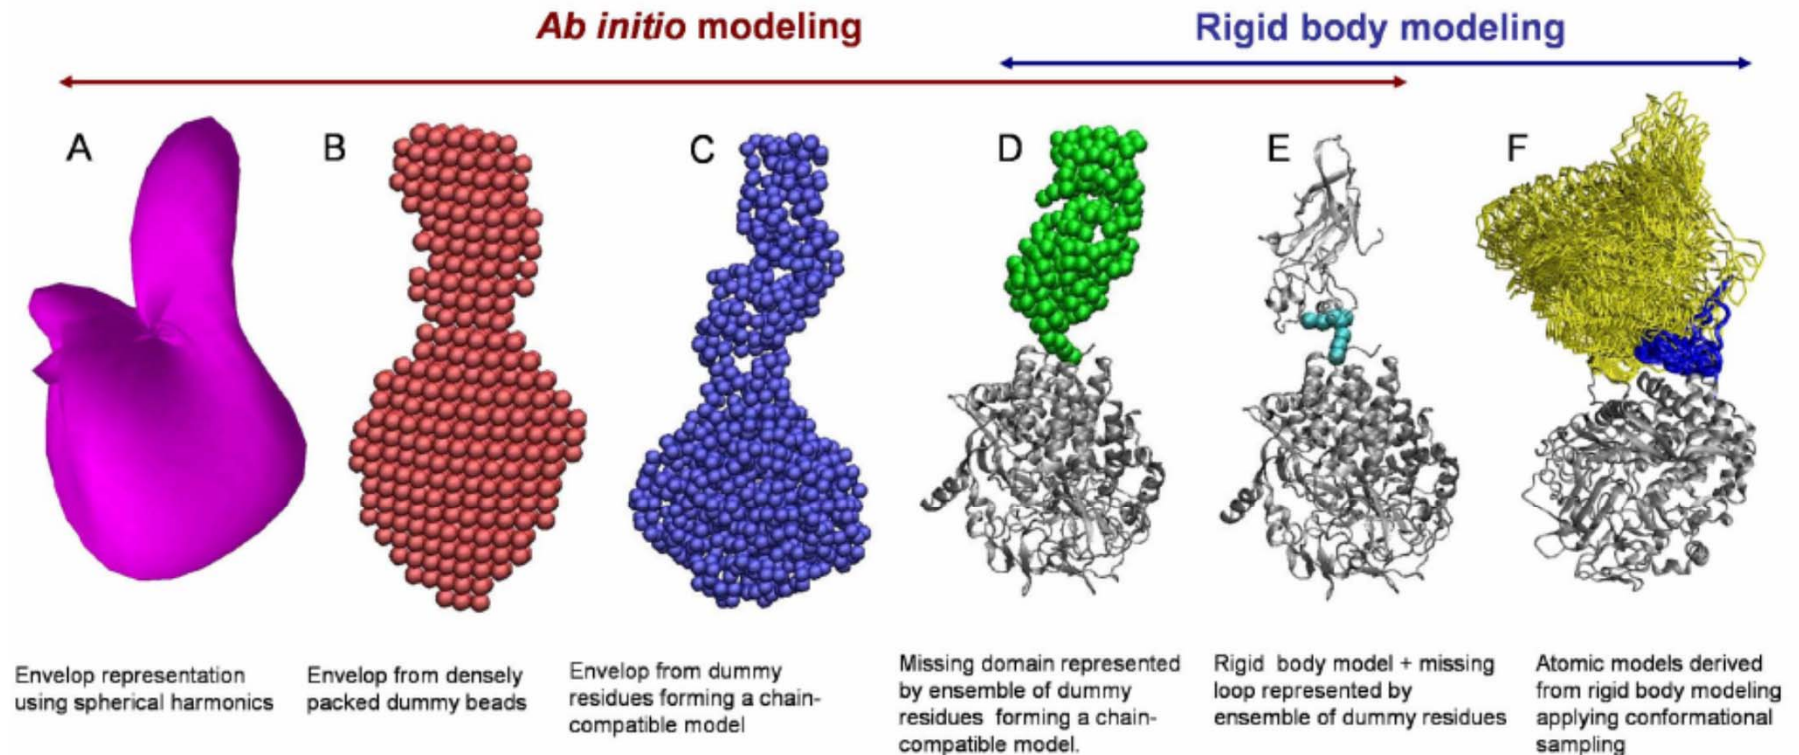 Ab initio modeling
Rigid body modeling
A
B
C
D
E
F
Envelop representation
using spherical harmonics
Envelop from densely
packed dummy beads
Envelop from dummy
residues forming a chain-
compatible model
Missing domain represented
by ensemble of dummy
residues forming a chain-
compatible model.
Rigid body model + missing
loop represented by
ensemble of dummy residues
Atomic models derived
from rigid body modeling
applying conformational
sampling